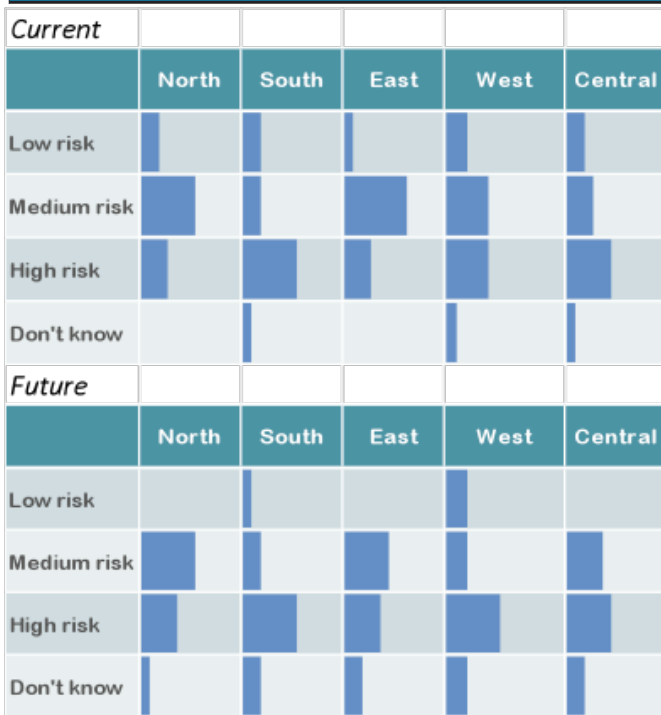 Current
North South East West Central
Low risk
Medium risk
High risk
Don't know
Future
North South East West Central
Low risk
Medium risk
High risk
Don't know